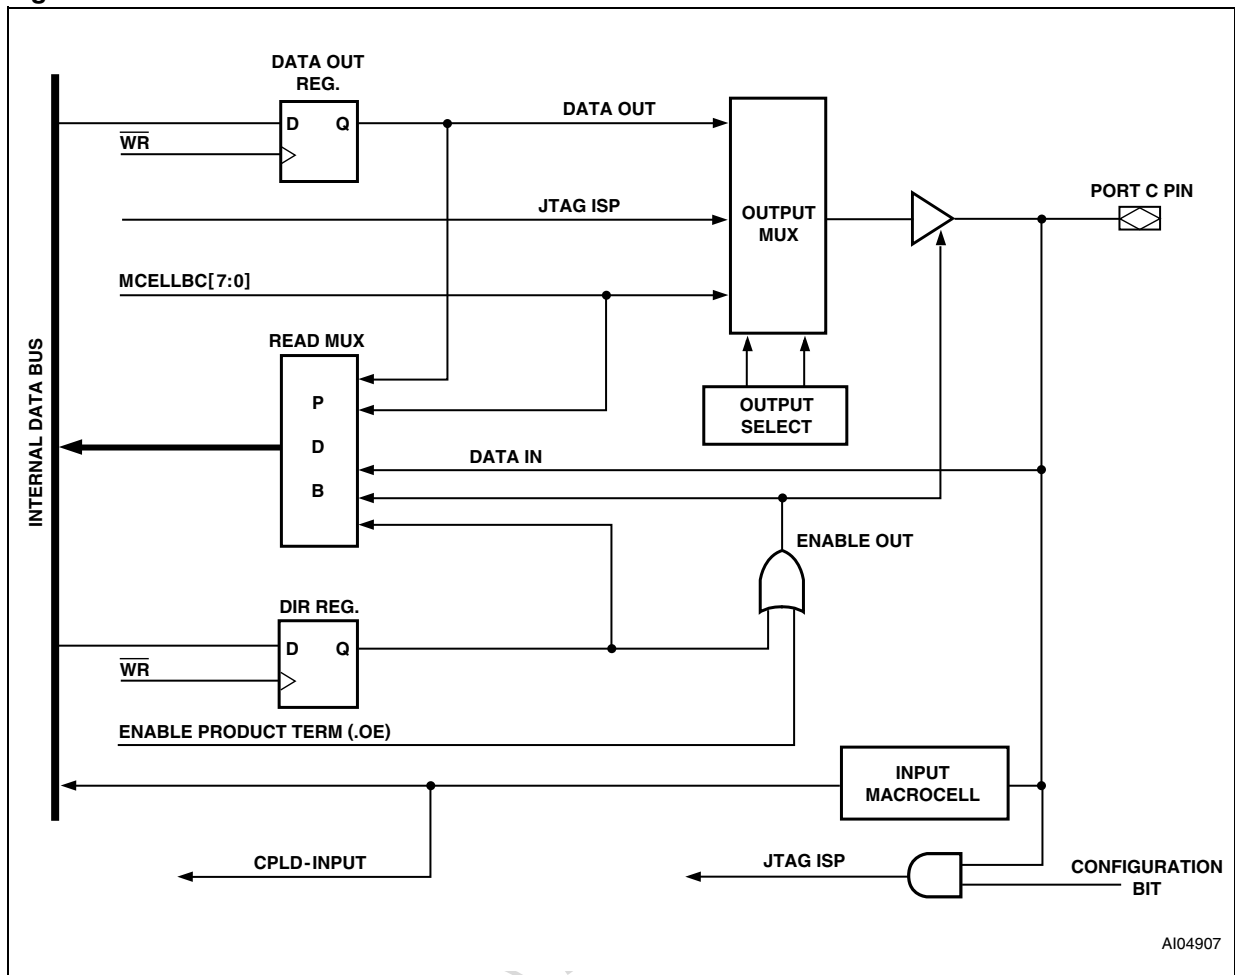 DATA OUT
REG.
D Q
DATA OUT
WR
JTAG ISP
OUTPUT
MUX
PORT C PIN
MCELLBC[7:0]
READ MUX
P
D
B
OUTPUT
SELECT
INTERNAL DATA BUS
DATA IN
ENABLE OUT
DIR REG.
D Q
WR
ENABLE PRODUCT TERM (.OE)
INPUT
MACROCELL
CPLD-INPUT
JTAG ISP
CONFIGURATION
BIT
AI04907